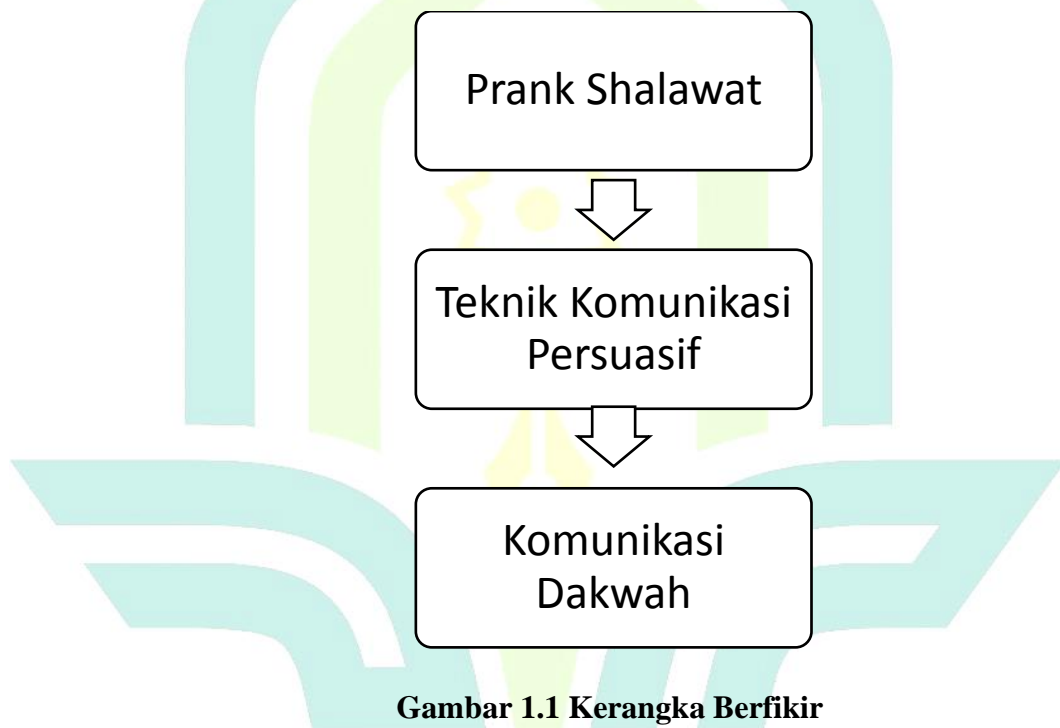 Prank Shalawat
Teknik Komunikasi
Persuasif
Komunikasi
Dakwah
Gambar 1.1 Kerangka Berfikir